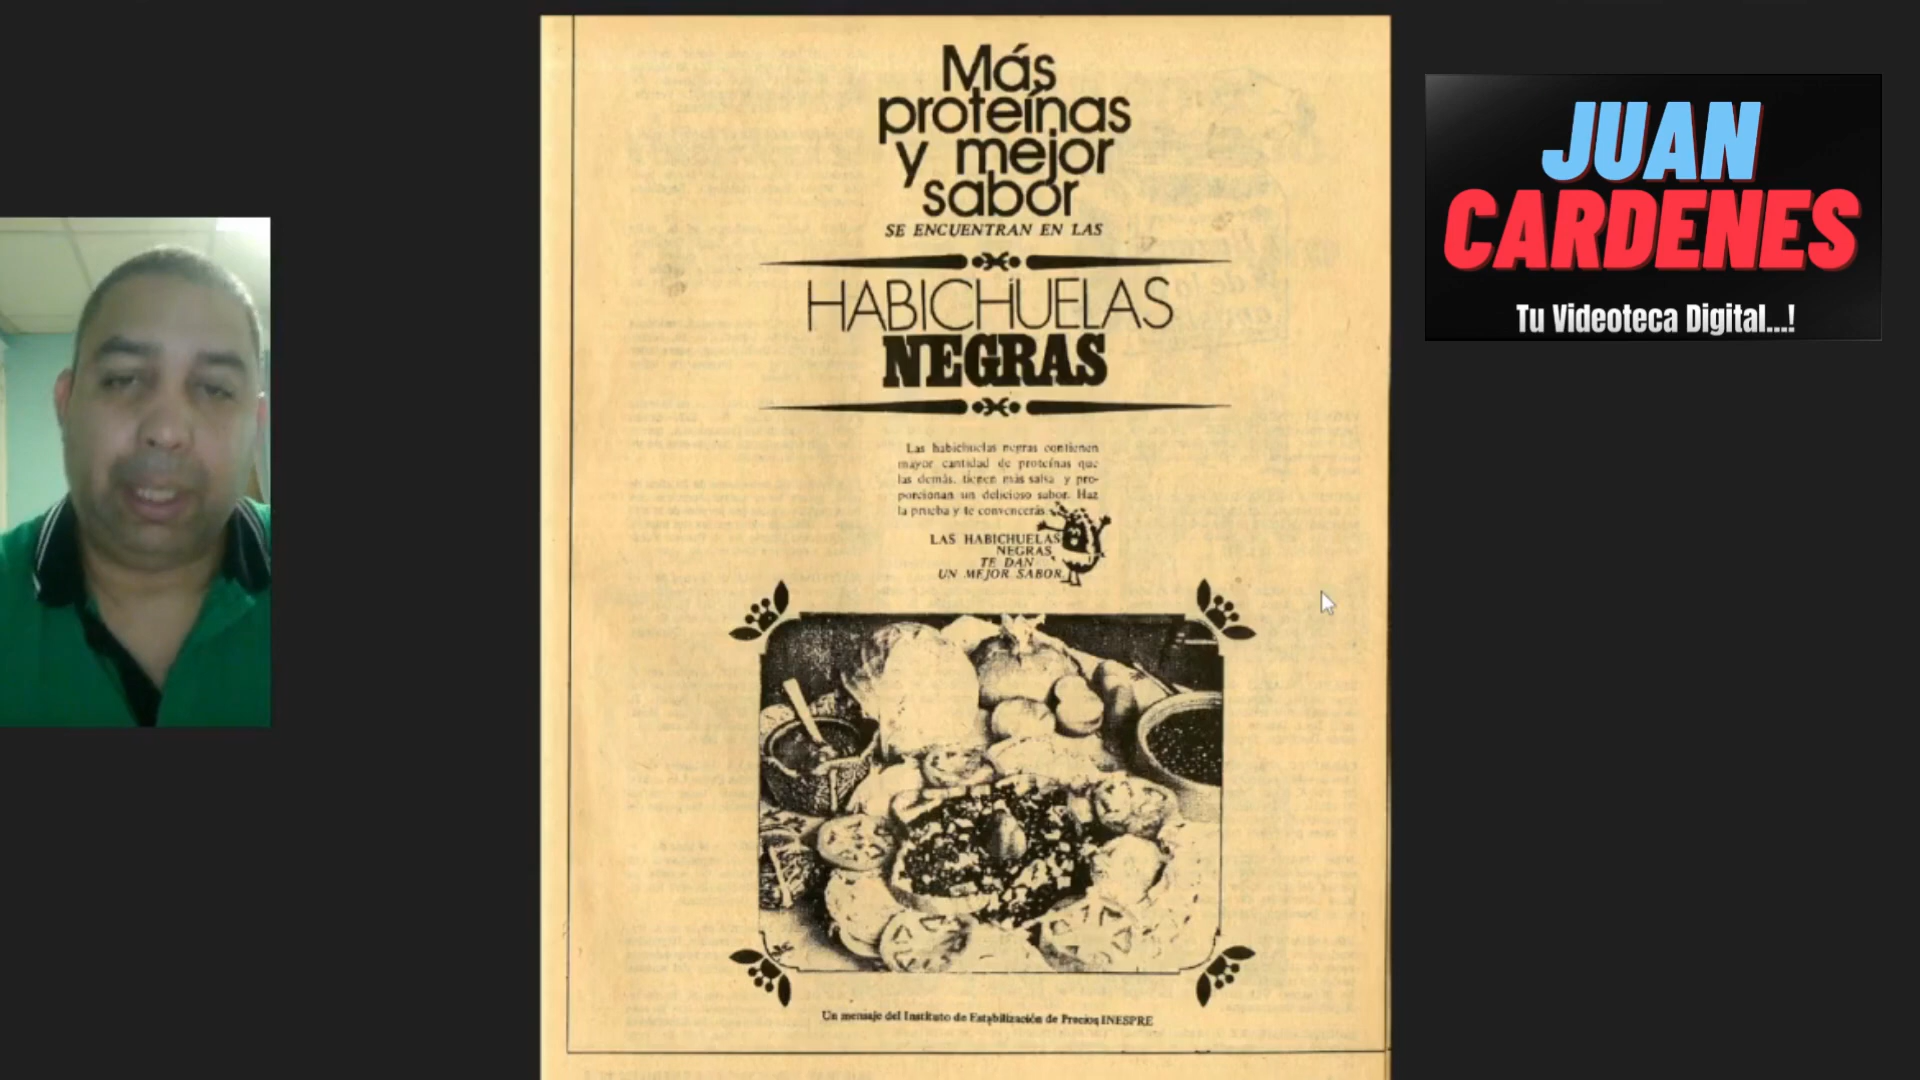 Más
proteínas
y mejor
sabor
SE ENCUENTRAN EN LAS
HABICHUELAS
NEGRAS
Las habichuelas negras contienen
mayor cantidad de proteínas que
las demás, tienen más salsa y pro-
porcionan un delicioso sabor. Haz
la prueba y te convencerás
LAS HABICHUELAS
NEGRAS
TE DAN
UN MEJOR SABOR
Un mensaje del Instituto de Estabilización de Precios INESPRE
JUAN
CARDENES
Tu Videoteca Digital...!